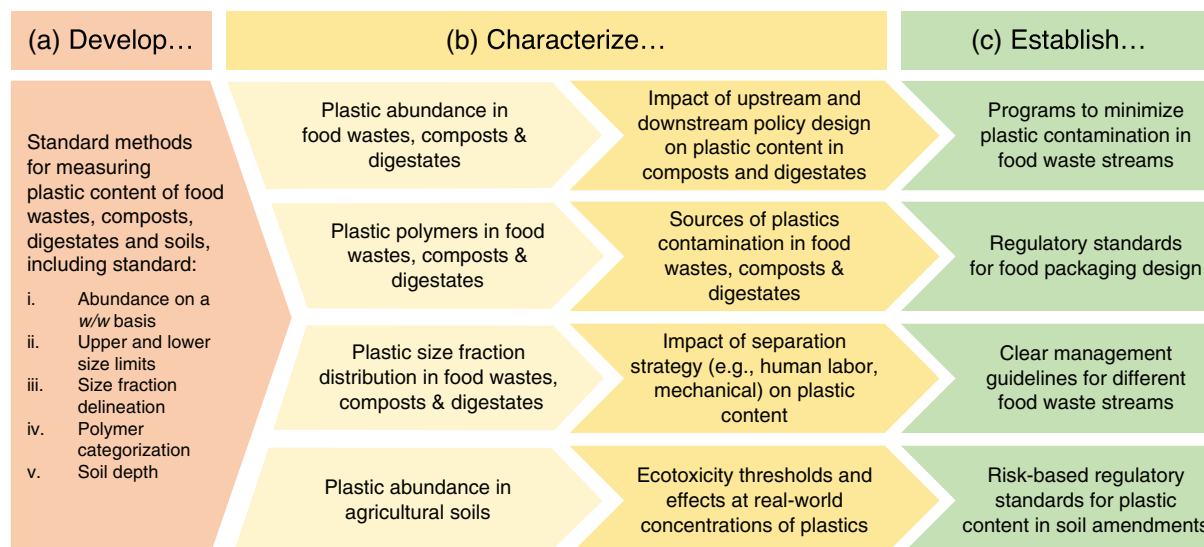 (a) Develop…
(b) Characterize…
(c) Establish…
Standard methods
for measuring
plastic content of food
wastes, composts,
digestates and soils,
including standard:
i. Abundance on a
w/w basis
ii. Upper and lower
size limits
iii. Size fraction
delineation
iv. Polymer
categorization
v. Soil depth
Plastic abundance in
food wastes, composts &
digestates
Impact of upstream and
downstream policy design
on plastic content in
composts and digestates
Programs to minimize
plastic contamination in
food waste streams
Plastic polymers in food
wastes, composts &
digestates
Sources of plastics
contamination in food
wastes, composts &
digestates
Regulatory standards
for food packaging design
Plastic size fraction
distribution in food wastes,
composts & digestates
Impact of separation
strategy (e.g., human labor,
mechanical) on plastic
content
Clear management
guidelines for different
food waste streams
Plastic abundance in
agricultural soils
Ecotoxicity thresholds and
effects at real-world
concentrations of plastics
Risk-based regulatory
standards for plastic
content in soil amendments